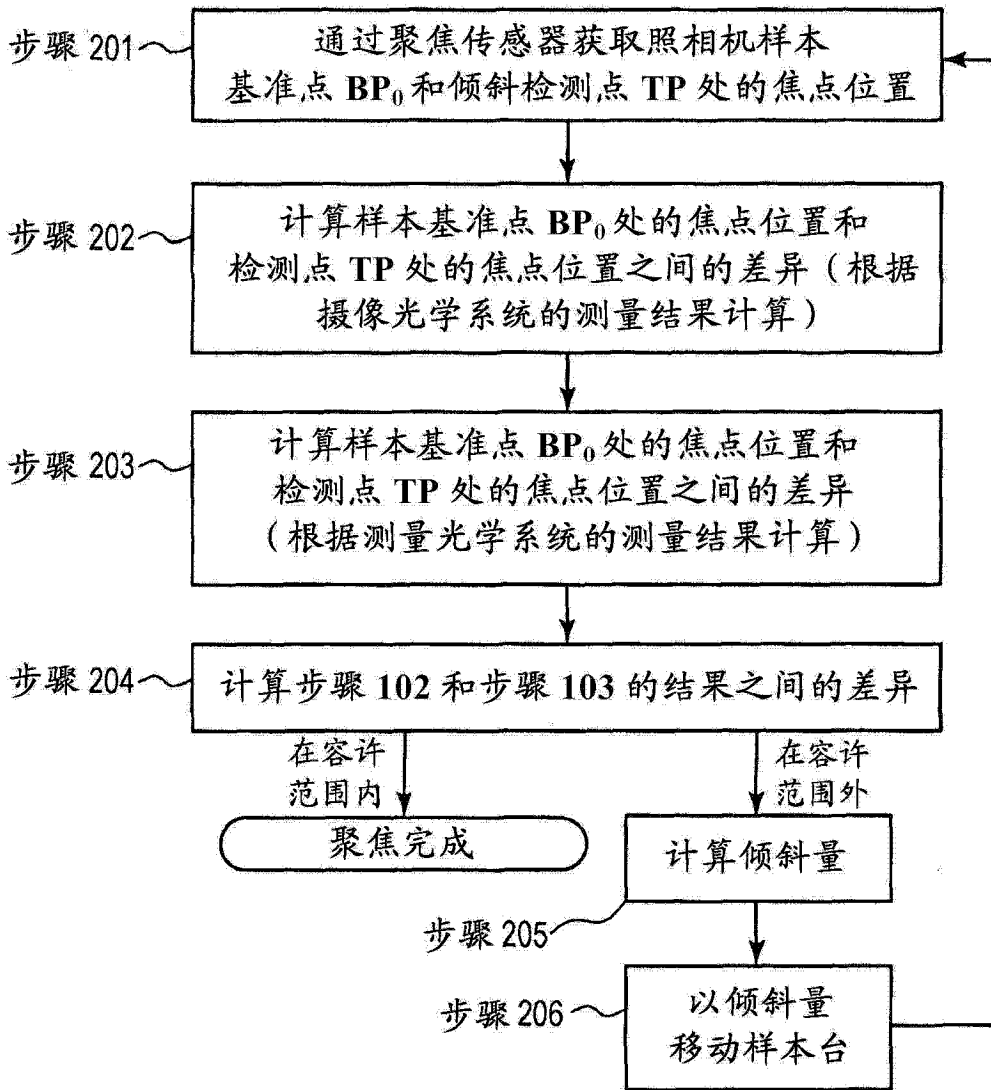 步骤 201
通过聚焦传感器获取照相机样本
基准点 BP₀ 和倾斜检测点 TP 处的焦点位置
步骤 202
计算样本基准点 BP₀ 处的焦点位置和
检测点 TP 处的焦点位置之间的差异（根据
摄像光学系统的测量结果计算）
步骤 203
计算样本基准点 BP₀ 处的焦点位置和
检测点 TP 处的焦点位置之间的差异
（根据测量光学系统的测量结果计算）
步骤 204
计算步骤 102 和步骤 103 的结果之间的差异
在容许
范围内
在容许
范围外
聚焦完成
计算倾斜量
步骤 205
步骤 206
以倾斜量
移动样本台